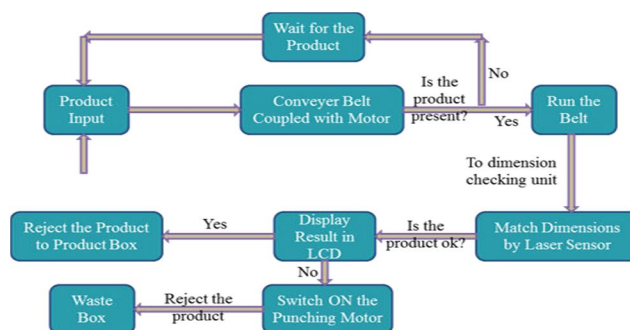 Wait for the
Product
No
Product
Input
Conveyer Belt
Coupled with Motor
Is the
product
present?
Yes
Run the
Belt
To dimension
checking unit
Reject the Product
to Product Box
Yes
Display
Result in
LCD
Is the
product ok?
Match Dimensions
by Laser Sensor
No
Waste
Box
Reject the
product
Switch ON the
Punching Motor